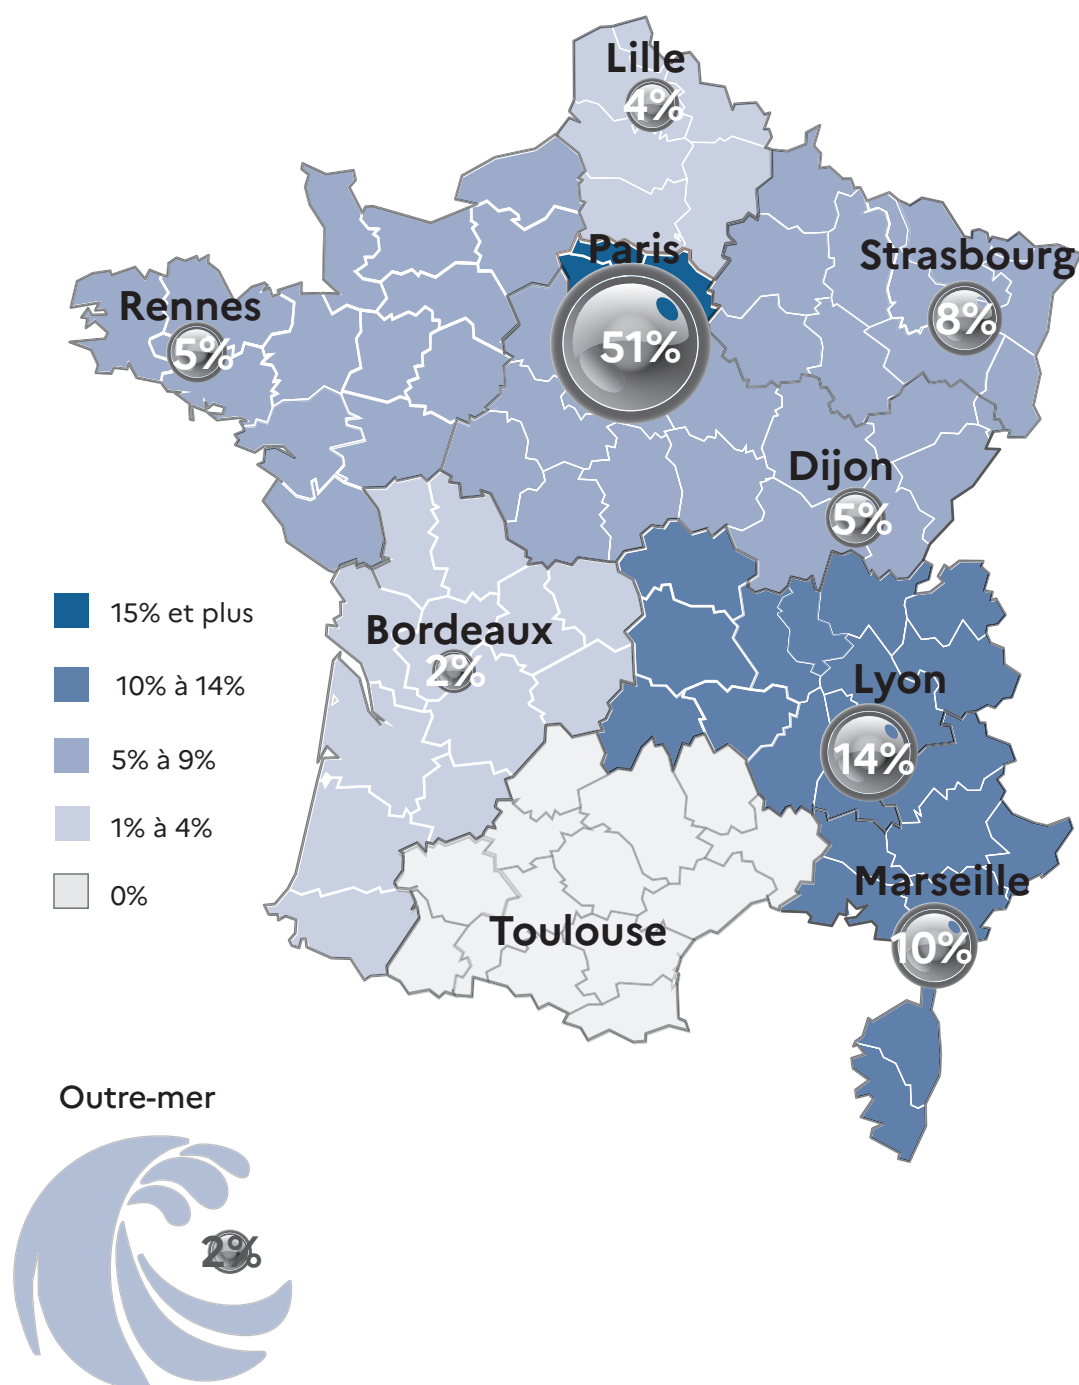 Lille
4%
Paris
51%
Strasbourg
8%
Rennes
5%
Dijon
5%
Bordeaux
2%
Lyon
14%
Marseille
10%
Toulouse
15% et plus
10% à 14%
5% à 9%
1% à 4%
0%
Outre-mer
2%